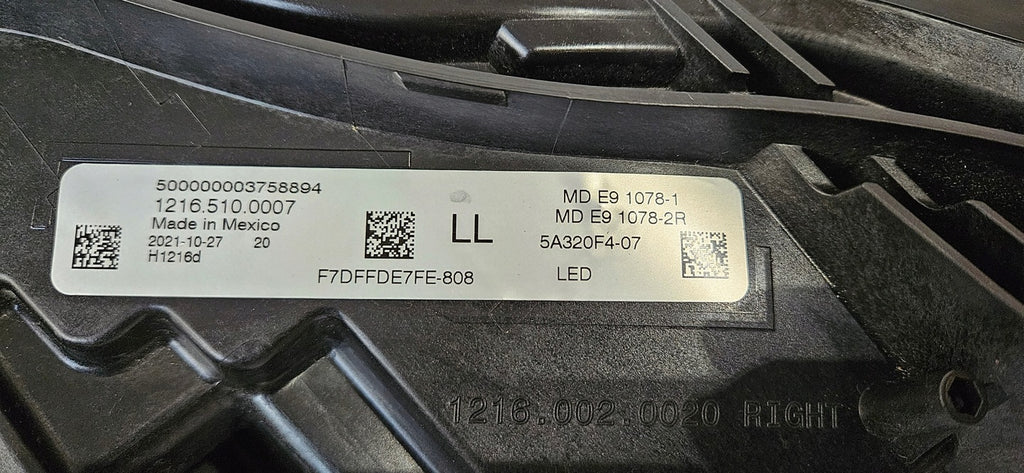 500000003758894
1216.510.0007
Made in Mexico
2021-10-27 20
H1216d
LL
F7DFFDE7FE-808
MD E9 1078-1
MD E9 1078-2R
5A320F4-07
LED
1216.002.0020 RIGHT